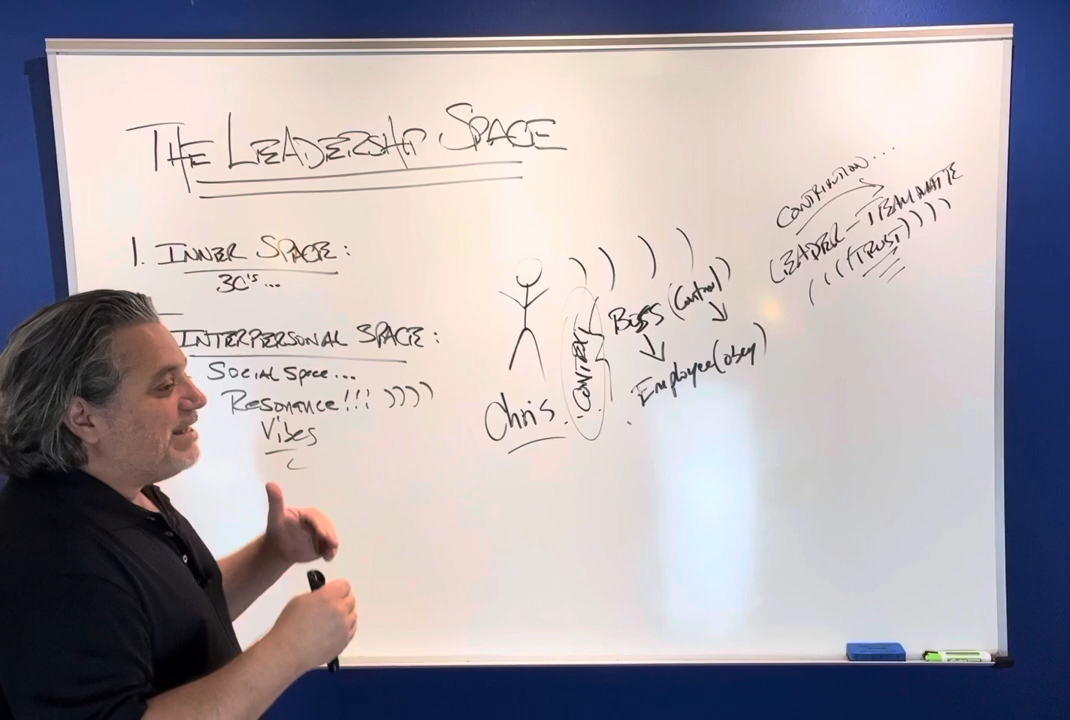 THE LEADERSHIP SPACE
1. INNER SPACE:
3C's...
INTERPERSONAL SPACE:
SOCIAL SPACE...
RESONANCE!!! ))))
Vibes
Chris
CONTEXT
BOSS (Control)
Employee (obey)
CONTRIBUTION...
LEADER - TEAMMATE
(((TRUST))))